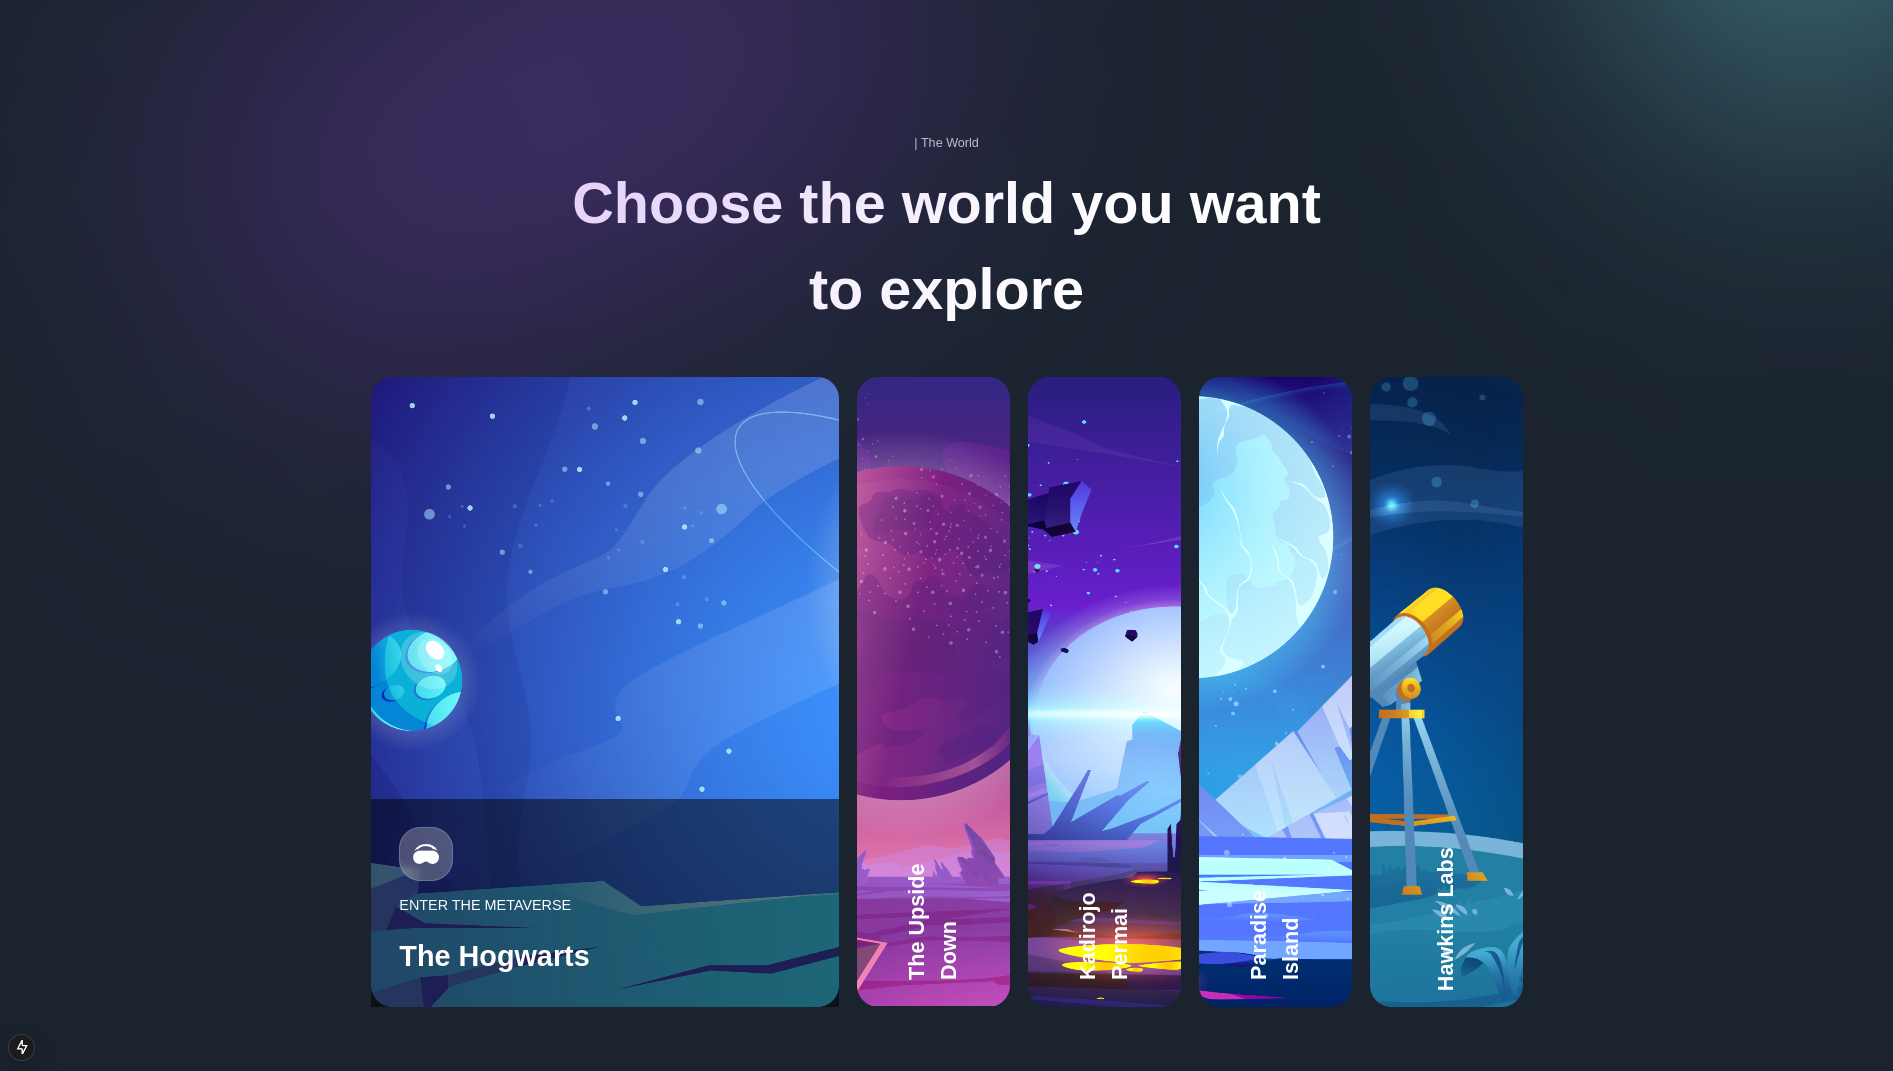 | The World
Choose the world you want
to explore
ENTER THE METAVERSE
The Hogwarts
The Upside
Down
Kadirojo
Permai
Paradise
Island
Hawkins Labs